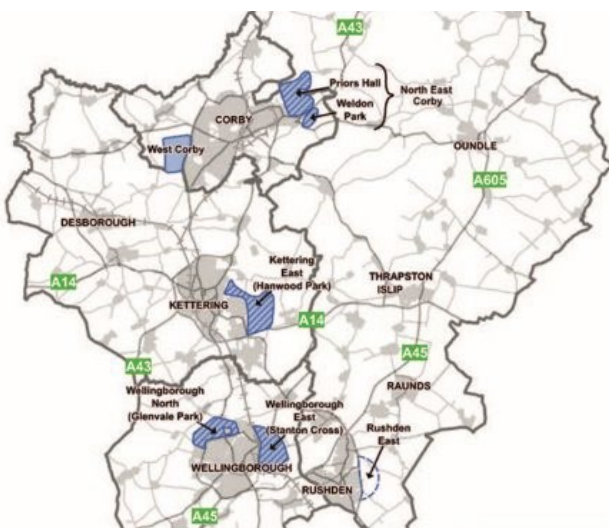 A43
Priors Hall
North East
Corby
Weldon
Park
CORBY
West Corby
OUNDLE
A605
DESBOROUGH
Kettering
East
(Hanwood Park)
THRAPSTON
ISLIP
A14
KETTERING
A14
A45
A43
RAUNDS
Wellingborough
North
(Glenvale Park)
Wellingborough
East
(Stanton Cross)
Rushden
East
WELLINGBOROUGH
RUSHDEN
A45